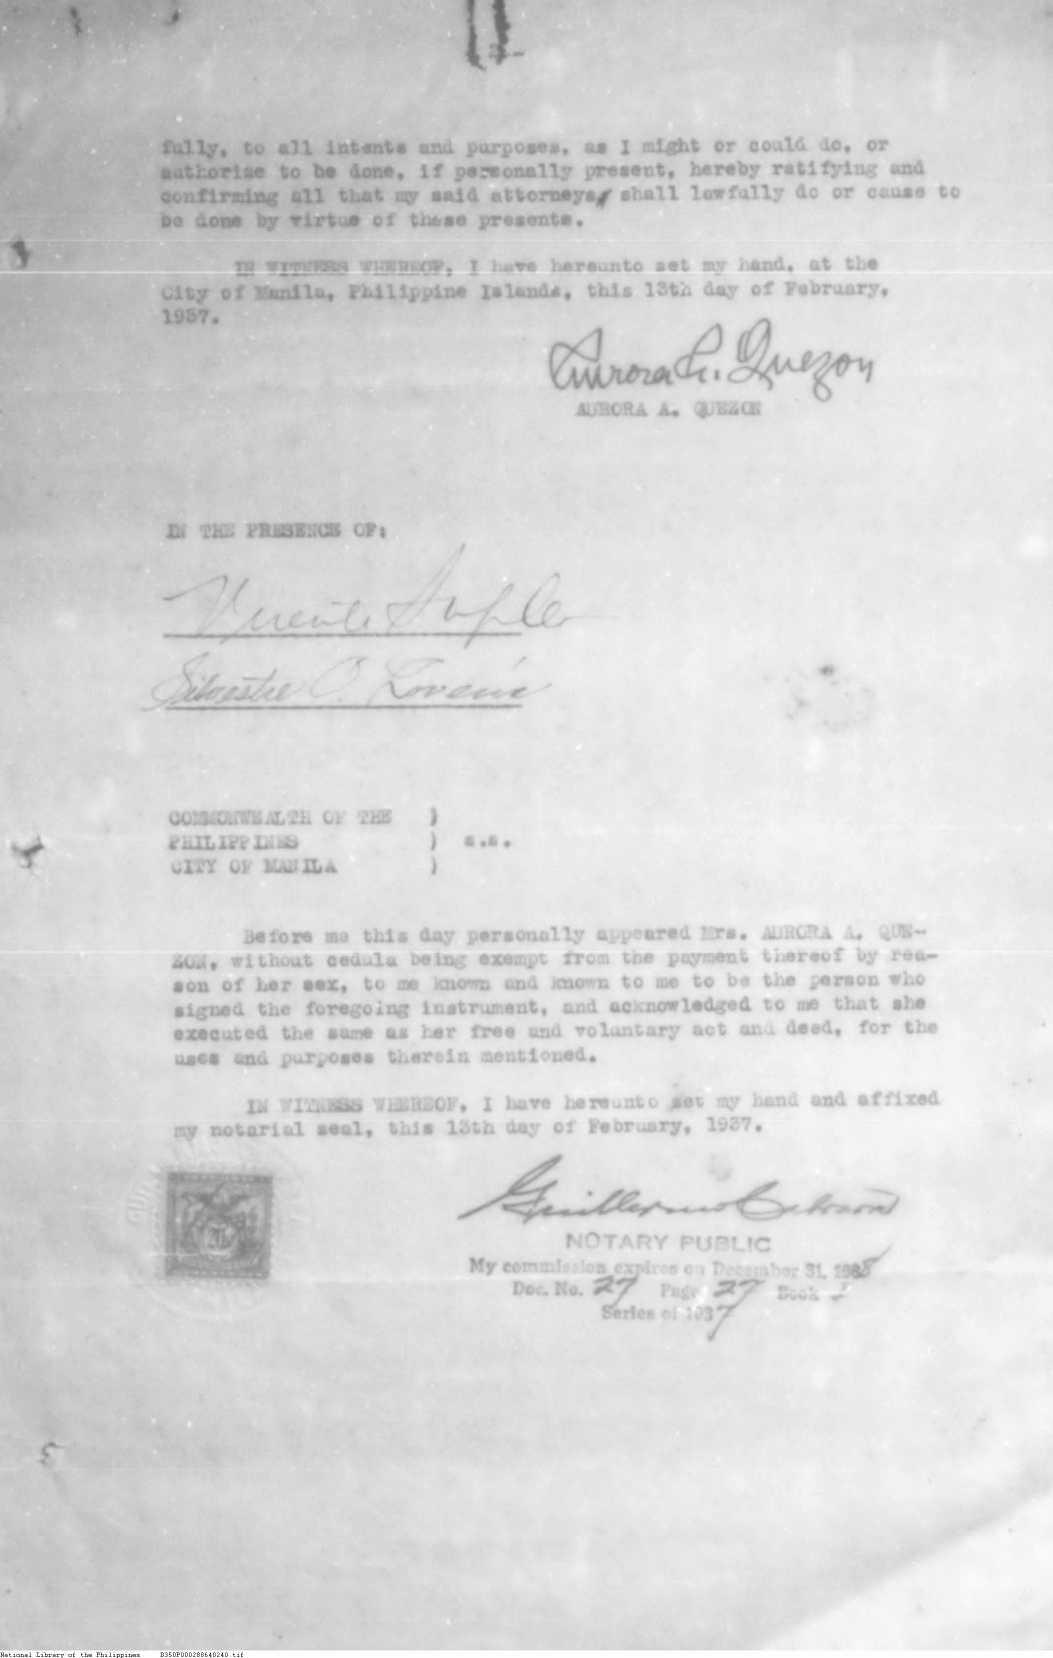 2-
fully, to all intents and purposes, as I might or could do, or
authorize to be done, if personally present, hereby ratifying and
confirming all that my said attorneys, shall lawfully do or cause to
be done by virtue of these presents.
IN WITNESS WHEREOF, I have hereunto set my hand, at the
City of Manila, Philippine Islands, this 13th day of February,
1937.
Aurora A. Quezon
AURORA A. QUEZON
IN THE PRESENCE OF:
Vicente
Silvestre O.
COMMONWEALTH OF THE )
PHILIPPINES ) s.s.
CITY OF MANILA )
Before me this day personally appeared Mrs. AURORA A. QUE-
ZON, without cedula being exempt from the payment thereof by rea-
son of her sex, to me known and known to me to be the person who
signed the foregoing instrument, and acknowledged to me that she
executed the same as her free and voluntary act and deed, for the
uses and purposes therein mentioned.
IN WITNESS WHEREOF, I have hereunto set my hand and affixed
my notarial seal, this 13th day of February, 1937.
Guillermo
NOTARY PUBLIC
My commission expires on December 31, 1938
Doc. No. 27 Page 27 Book
Series of 1937
National Library of the Philippines D350P000288640240.tif